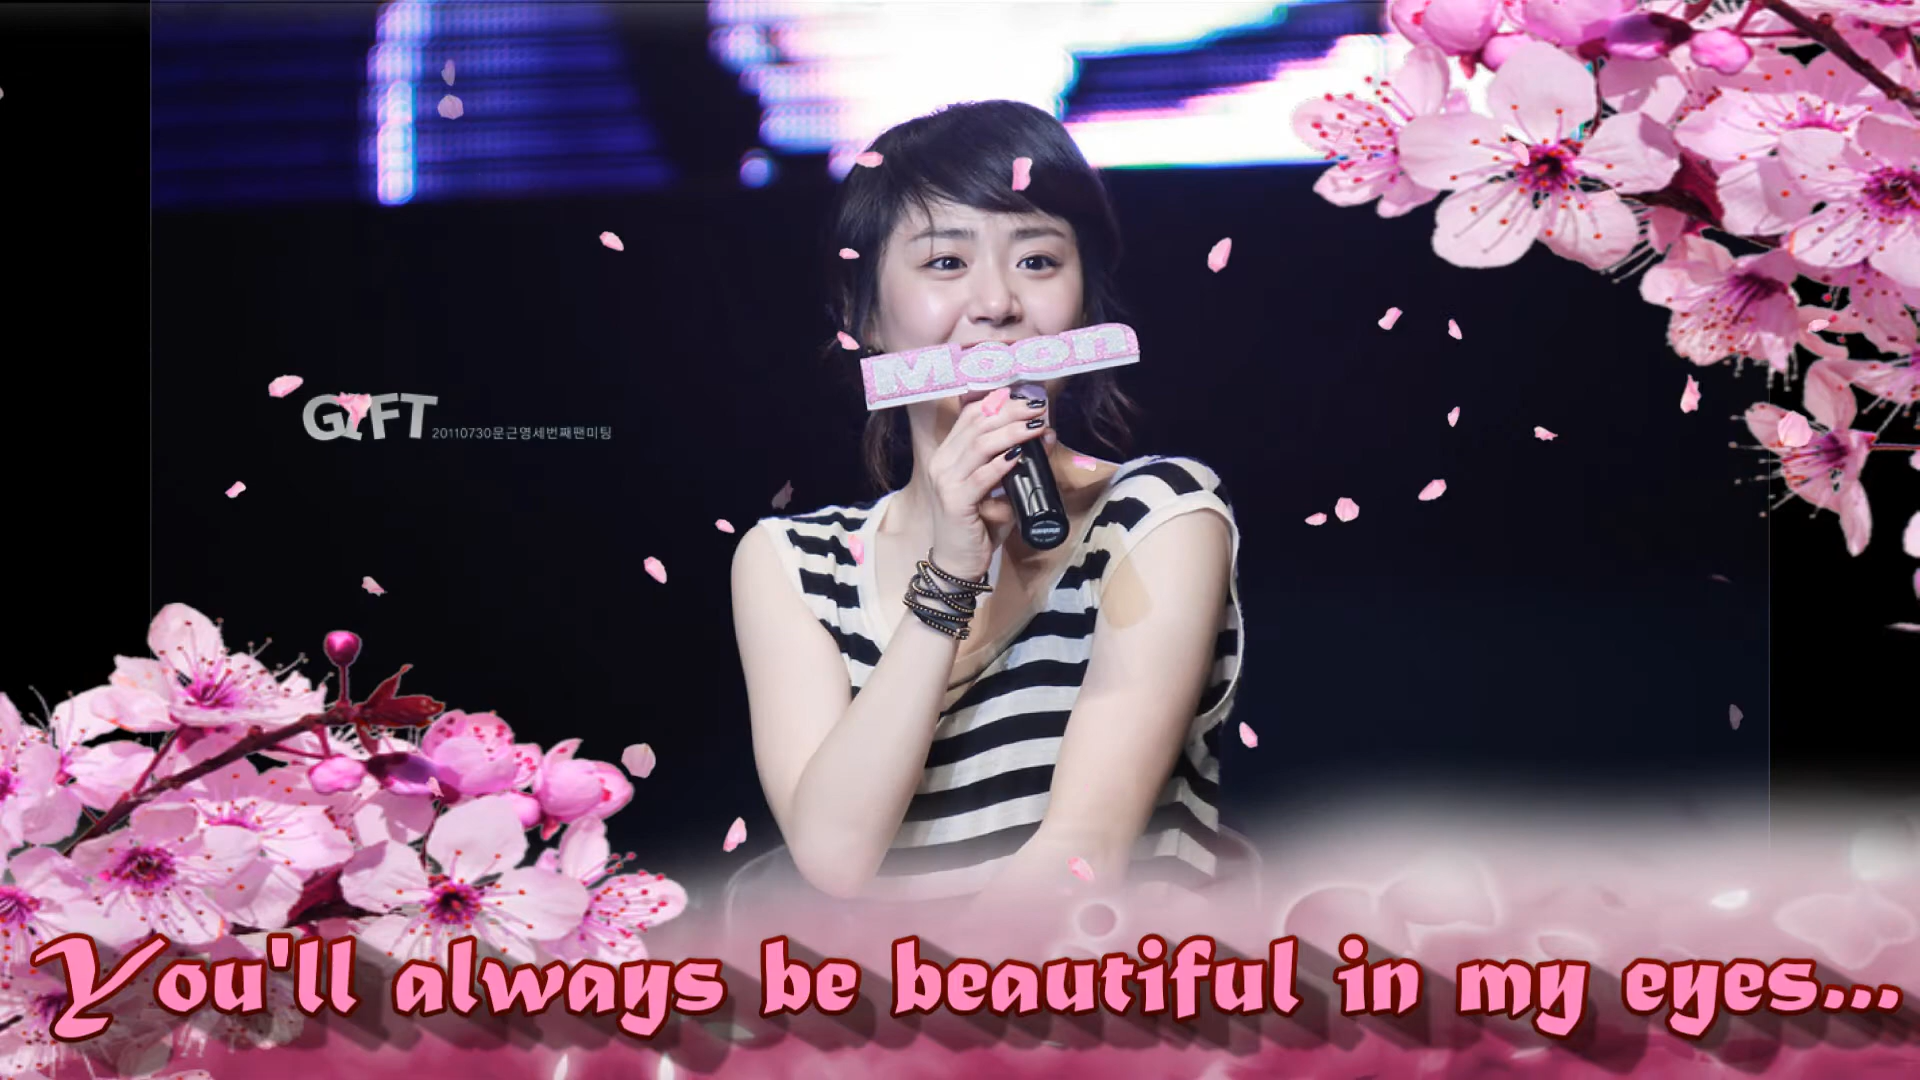 Moon
GIFT 20110730문근영세번째팬미팅
You'll always be beautiful in my eyes...